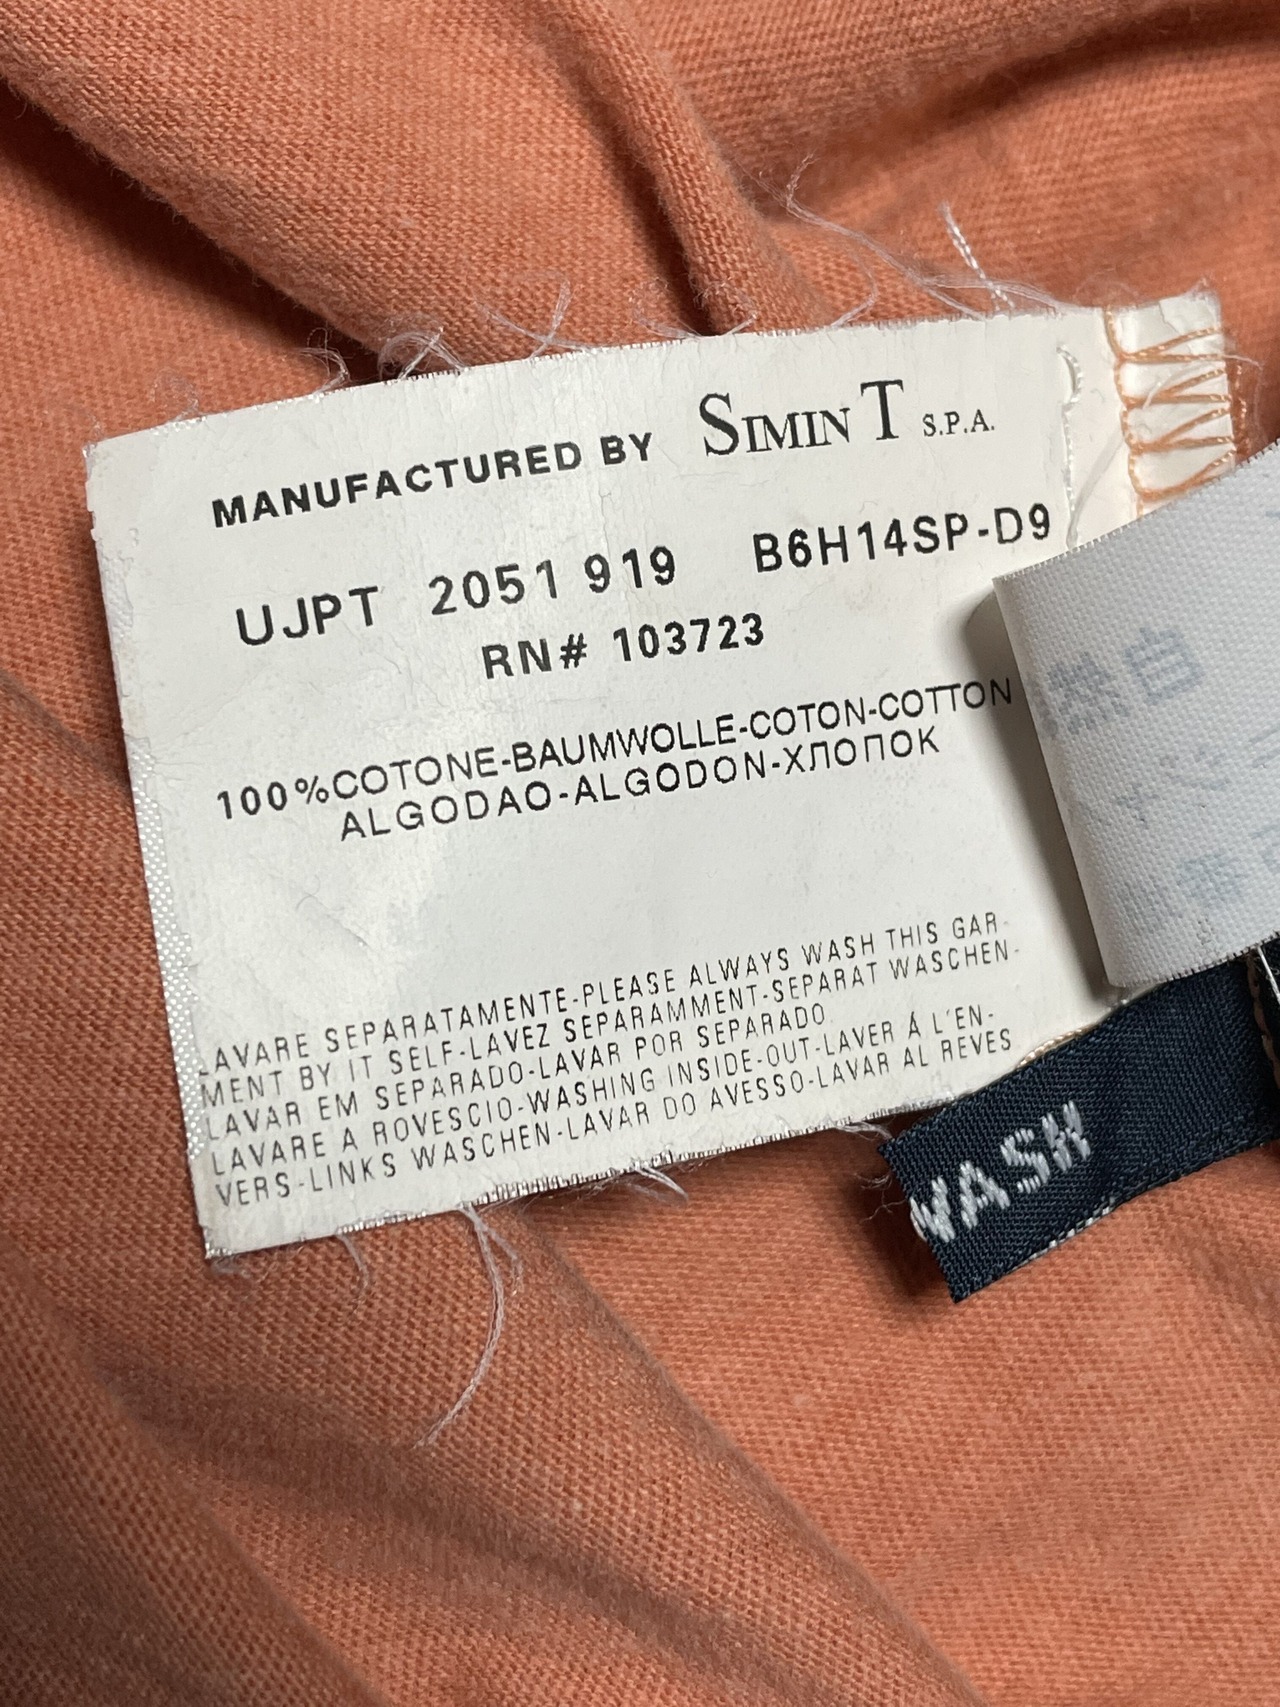 MANUFACTURED BY SIMIN T S.P.A.
UJPT 2051 919 B6H14SP-D9
RN# 103723
100%COTONE-BAUMWOLLE-COTON-COTTON
ALGODAO-ALGODON-ХЛОПОК
LAVARE SEPARATAMENTE-PLEASE ALWAYS WASH THIS GAR-
MENT BY IT SELF-LAVEZ SEPARAMMENT-SEPARAT WASCHEN-
LAVAR EM SEPARADO-LAVAR POR SEPARADO.
LAVARE A ROVESCIO-WASHING INSIDE-OUT-LAVER Á L'EN-
VERS-LINKS WASCHEN-LAVAR DO AVESSO-LAVAR AL REVES
WASH